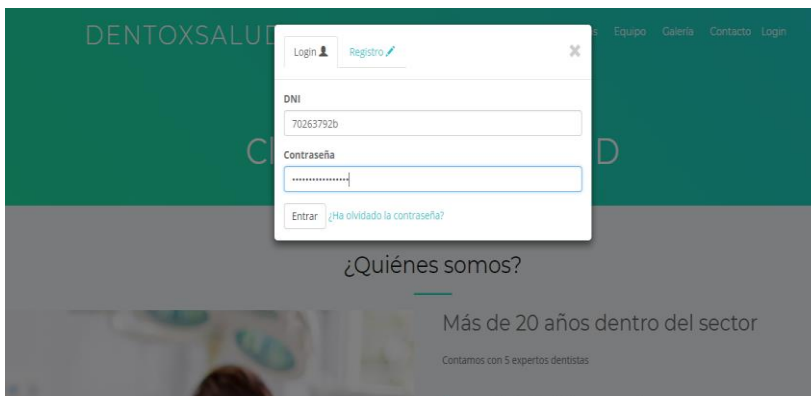 DENTOXSALUD
Equipo Galería Contacto Login
Login
Registro
DNI
70263792b
Contraseña
•••••••••••••••••
Entrar ¿Ha olvidado la contraseña?
¿Quiénes somos?
Más de 20 años dentro del sector
Contamos con 5 expertos dentistas